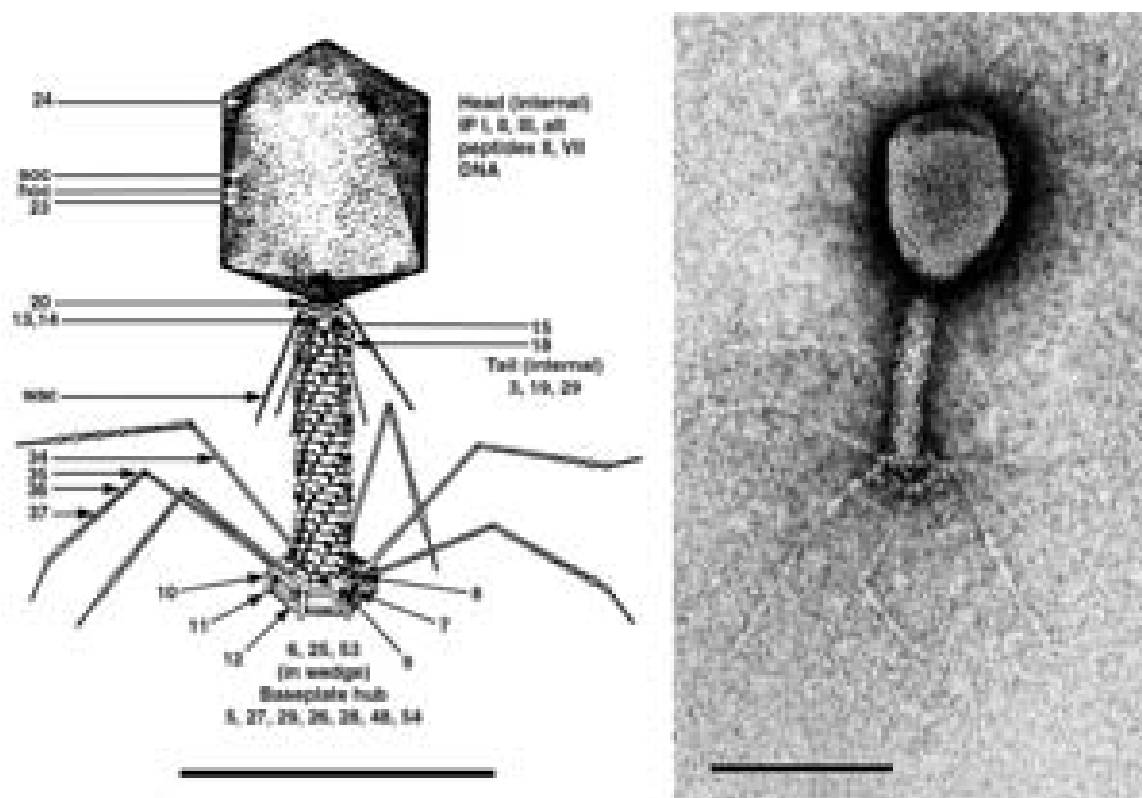 24
Head (internal)
IP I, II, III, alt
peptides II, VII
DNA
soc
hoc
23
20
13,14
15
18
Tail (internal)
3, 19, 29
wac
34
35
36
37
10
11
12
8
7
9
6, 25, 53
(in wedge)
Baseplate hub
5, 27, 29, 26, 28, 48, 54